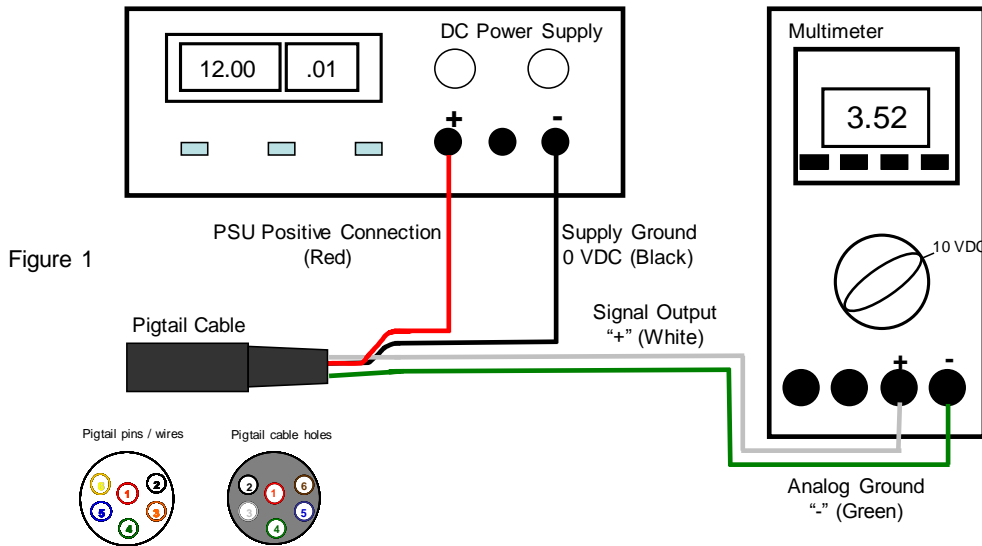 DC Power Supply
12.00 .01
+ -
Multimeter
3.52
10 VDC
+ -
Figure 1
PSU Positive Connection
(Red)
Supply Ground
0 VDC (Black)
Signal Output
“+” (White)
Pigtail Cable
Analog Ground
“-” (Green)
Pigtail pins / wires
6 1 2
5 3
4
Pigtail cable holes
2 1 6
3 5
4